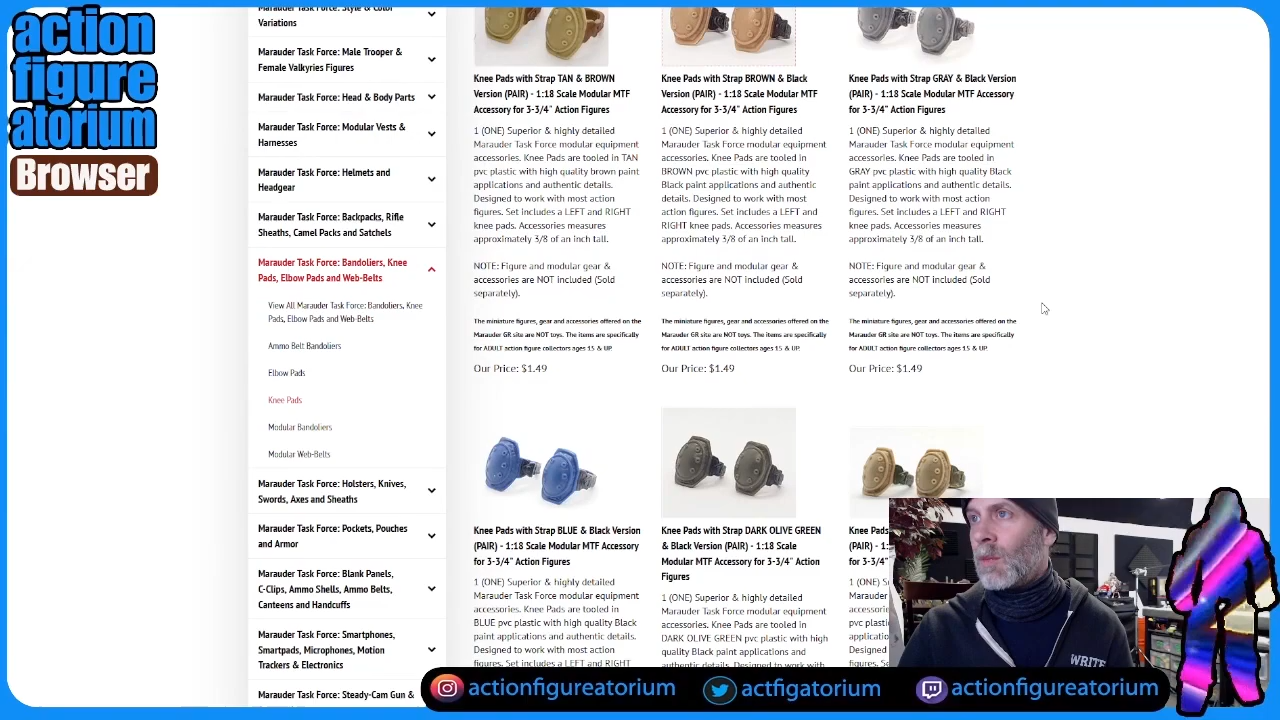 action
figure
atorium
Browser
Marauder Task Force: Style & Color
Variations
Marauder Task Force: Male Trooper &
Female Valkyries Figures
Marauder Task Force: Head & Body Parts
Marauder Task Force: Modular Vests &
Harnesses
Marauder Task Force: Helmets and
Headgear
Marauder Task Force: Backpacks, Rifle
Sheaths, Camel Packs and Satchels
Marauder Task Force: Bandoliers, Knee
Pads, Elbow Pads and Web-Belts
View All Marauder Task Force: Bandoliers, Knee
Pads, Elbow Pads and Web-Belts
Ammo Belt Bandoliers
Elbow Pads
Knee Pads
Modular Bandoliers
Modular Web-Belts
Marauder Task Force: Holsters, Knives,
Swords, Axes and Sheaths
Marauder Task Force: Pockets, Pouches
and Armor
Marauder Task Force: Blank Panels,
C-Clips, Ammo Shells, Ammo Belts,
Canteens and Handcuffs
Marauder Task Force: Smartphones,
Smartpads, Microphones, Motion
Trackers & Electronics
Marauder Task Force: Steady-Cam Gun &
Knee Pads with Strap TAN & BROWN
Version (PAIR) - 1:18 Scale Modular MTF
Accessory for 3-3/4" Action Figures
1 (ONE) Superior & highly detailed
Marauder Task Force modular equipment
accessories. Knee Pads are tooled in TAN
pvc plastic with high quality brown paint
applications and authentic details.
Designed to work with most action
figures. Set includes a LEFT and RIGHT
knee pads. Accessories measures
approximately 3/8 of an inch tall.
NOTE: Figure and modular gear &
accessories are NOT included (Sold
separately).
The miniature figures, gear and accessories offered on the
Marauder GR site are NOT toys. The items are specifically
for ADULT action figure collectors ages 15 & UP.
Our Price: $1.49
Knee Pads with Strap BROWN & Black
Version (PAIR) - 1:18 Scale Modular MTF
Accessory for 3-3/4" Action Figures
1 (ONE) Superior & highly detailed
Marauder Task Force modular equipment
accessories. Knee Pads are tooled in
BROWN pvc plastic with high quality
Black paint applications and authentic
details. Designed to work with most
action figures. Set includes a LEFT and
RIGHT knee pads. Accessories measures
approximately 3/8 of an inch tall.
NOTE: Figure and modular gear &
accessories are NOT included (Sold
separately).
The miniature figures, gear and accessories offered on the
Marauder GR site are NOT toys. The items are specifically
for ADULT action figure collectors ages 15 & UP.
Our Price: $1.49
Knee Pads with Strap GRAY & Black Version
(PAIR) - 1:18 Scale Modular MTF Accessory
for 3-3/4" Action Figures
1 (ONE) Superior & highly detailed
Marauder Task Force modular equipment
accessories. Knee Pads are tooled in
GRAY pvc plastic with high quality Black
paint applications and authentic details.
Designed to work with most action
figures. Set includes a LEFT and RIGHT
knee pads. Accessories measures
approximately 3/8 of an inch tall.
NOTE: Figure and modular gear &
accessories are NOT included (Sold
separately).
The miniature figures, gear and accessories offered on the
Marauder GR site are NOT toys. The items are specifically
for ADULT action figure collectors ages 15 & UP.
Our Price: $1.49
Knee Pads with Strap BLUE & Black Version
(PAIR) - 1:18 Scale Modular MTF Accessory
for 3-3/4" Action Figures
1 (ONE) Superior & highly detailed
Marauder Task Force modular equipment
accessories. Knee Pads are tooled in
BLUE pvc plastic with high quality Black
paint applications and authentic details.
Designed to work with most action
figures. Set includes a LEFT and RIGHT
Knee Pads with Strap DARK OLIVE GREEN
& Black Version (PAIR) - 1:18 Scale
Modular MTF Accessory for 3-3/4" Action
Figures
1 (ONE) Superior & highly detailed
Marauder Task Force modular equipment
accessories. Knee Pads are tooled in
DARK OLIVE GREEN pvc plastic with high
quality Black paint applications and
authentic details. Designed to work with
Knee Pads
(PAIR) - 1:
for 3-3/4"
1 (ONE) Su
Marauder
accessories
pvc plastic
applications
Designed
figures. Se
WRITE
actionfigureatorium
actfigatorium
actionfigureatorium